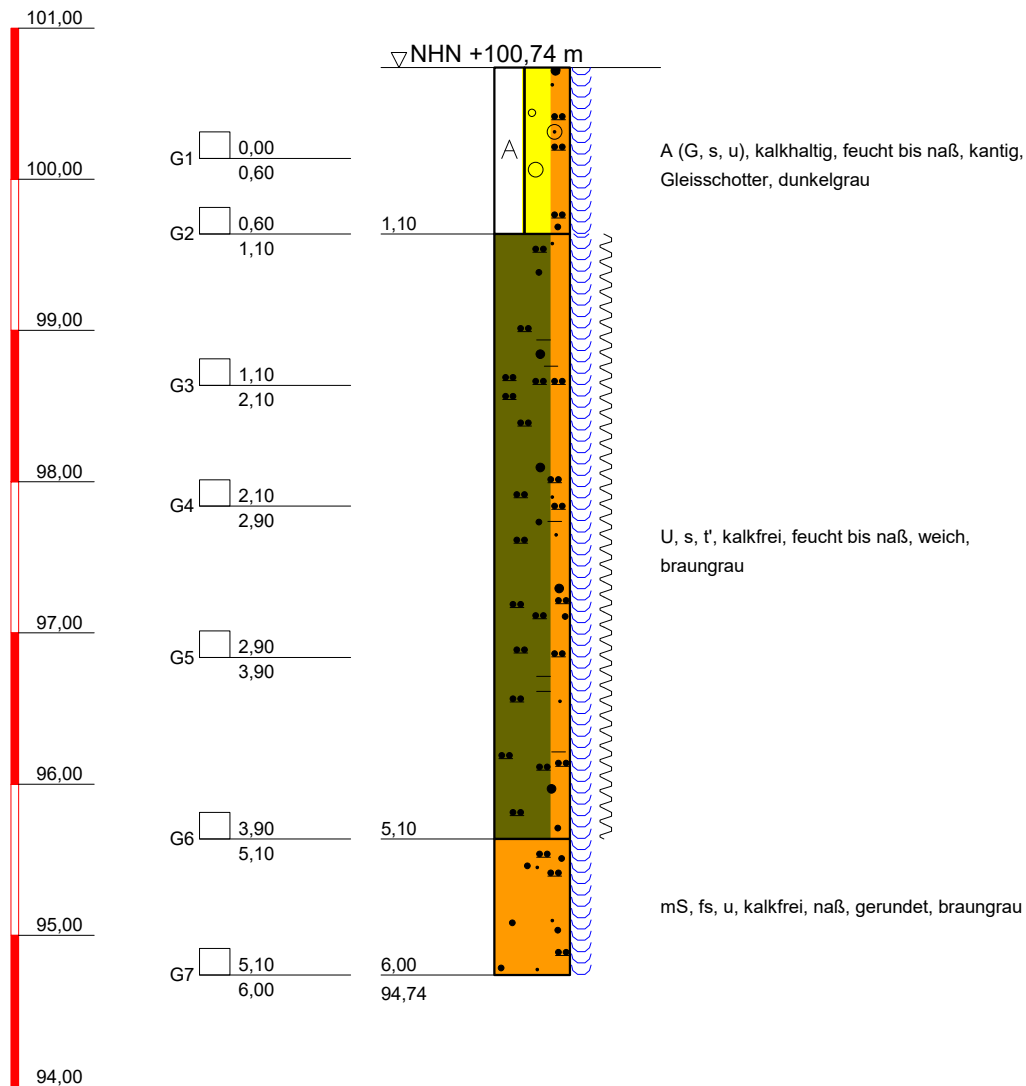 101,00
NHN +100,74 m
G1 0,00
0,60
A
A (G, s, u), kalkhaltig, feucht bis naß, kantig,
Gleisschotter, dunkelgrau
100,00
G2 0,60
1,10
1,10
99,00
G3 1,10
2,10
98,00
G4 2,10
2,90
U, s, t', kalkfrei, feucht bis naß, weich,
braungrau
97,00
G5 2,90
3,90
96,00
G6 3,90
5,10
5,10
mS, fs, u, kalkfrei, naß, gerundet, braungrau
95,00
G7 5,10
6,00
6,00
94,74
94,00